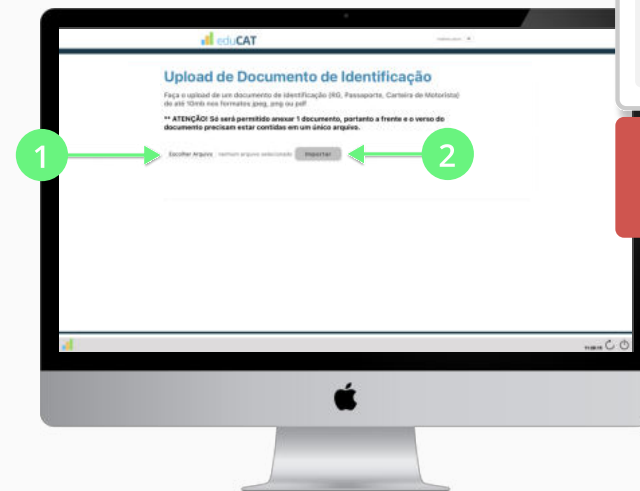 eduCAT
Upload de Documento de Identificação
Faça o upload de um documento de identificação (RG, Passaporte, Carteira de Motorista)
de até 10mb nos formatos jpeg, png ou pdf
** ATENÇÃO! Só será permitido anexar 1 documento, portanto a frente e o verso do
documento precisam estar contidas em um único arquivo.
1
Escolher Arquivo nenhum arquivo selecionado Importar
2